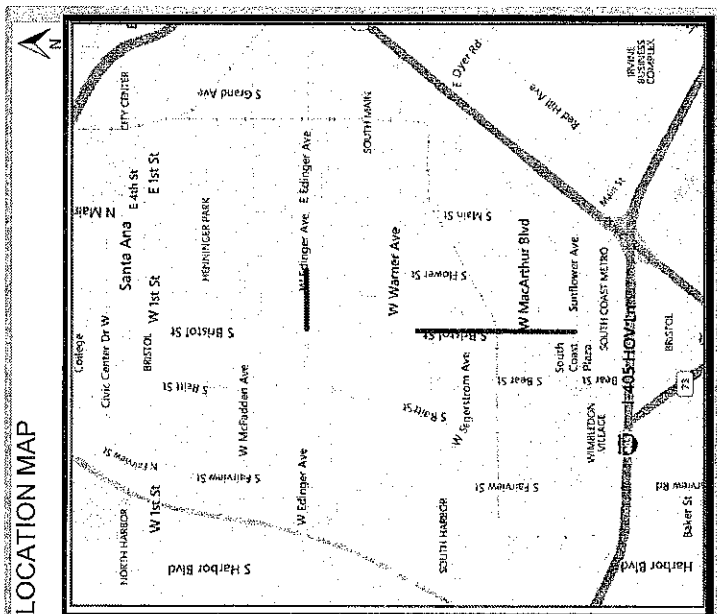 LOCATION MAP
N
College
N Main
CITY CENTER
Civic Center Dr W
Santa Ana
E 4th St
NORTH HARBOR
N Fairview St
BRISTOL
W 1st St
W 1st St
E 1st St
S Harbor Blvd
S Fairview St
W McFadden Ave
S Raitt St
S Bristol St
HENNINGER PARK
S Grand Ave
W Edinger Ave
W Edinger Ave
E Edinger Ave
SOUTH MAIN
W Warner Ave
E Dyer Rd
SOUTH HARBOR
S Raitt St
W Segerstrom Ave
S Bristol St
S Flower St
S Main St
Red Hill Ave
S Fairview St
S Bear St
W MacArthur Blvd
South
Coast
Plaza
Sunflower Ave
WIMBLEDON
VILLAGE
Bear St
SOUTH COAST METRO
Main St
IRVINE
BUSINESS
COMPLEX
I-405 HOV Ln
Harbor Blvd
Baker St
73
BRISTOL